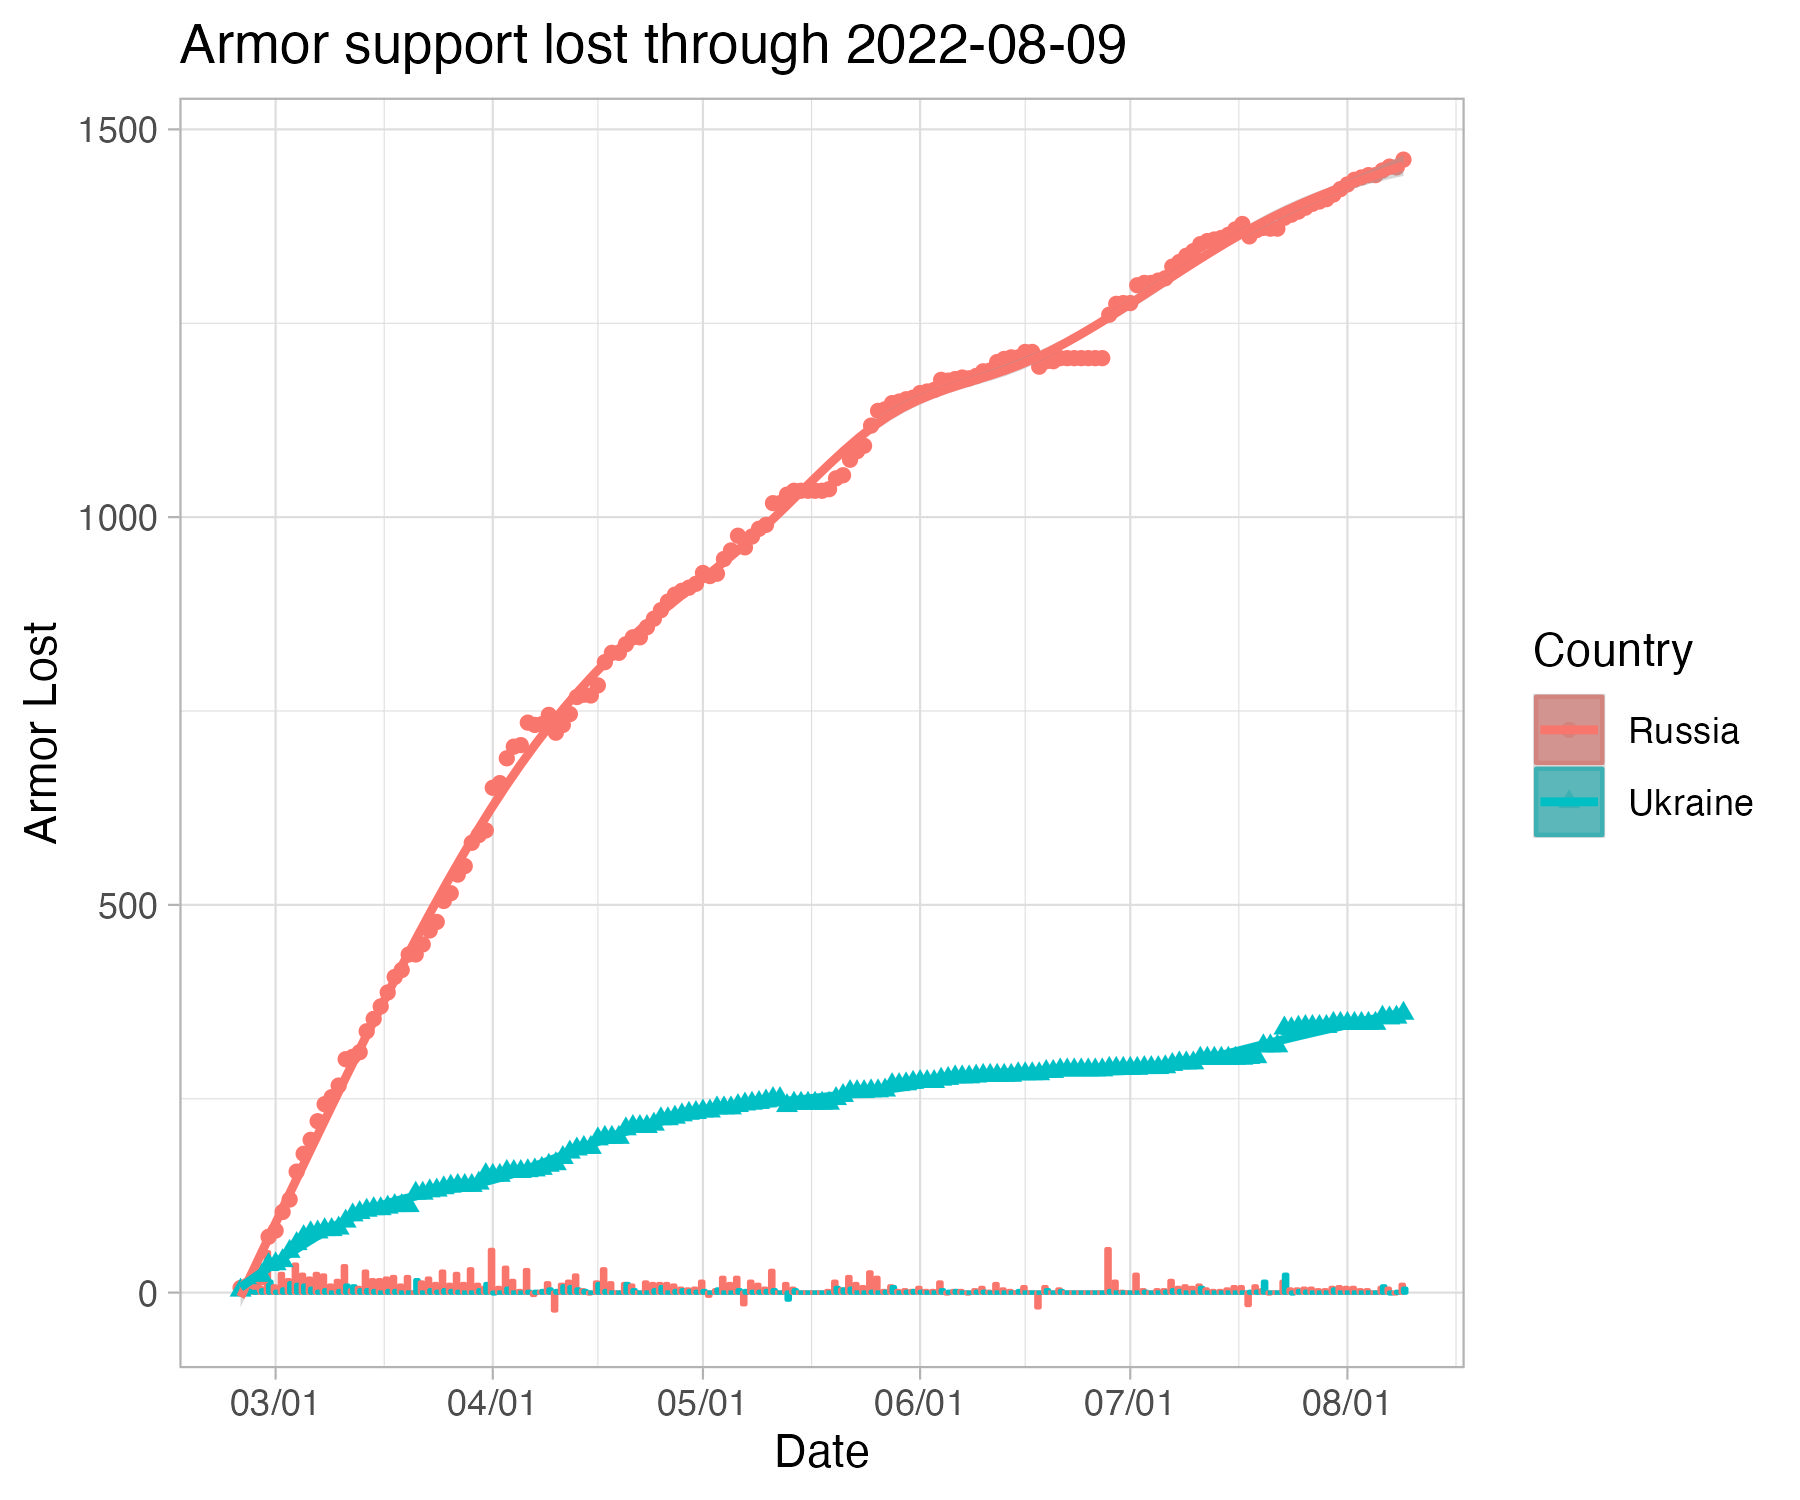 Armor support lost through 2022-08-09
Armor Lost
1500
1000
500
0
03/01
04/01
05/01
06/01
07/01
08/01
Date
Country
Russia
Ukraine